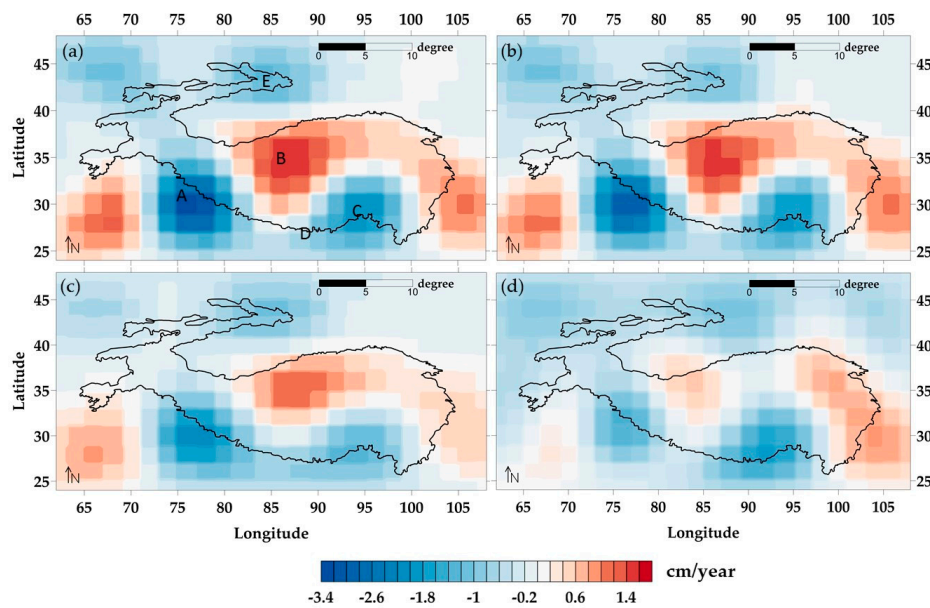 65 70 75 80 85 90 95 100 105 65 70 75 80 85 90 95 100 105
(a) 0 5 10 degree (b) 0 5 10 degree
45 45
E
40 40
Latitude
35 B 35
A
30 C 30
D
25 N N 25
(c) 0 5 10 degree (d) 0 5 10 degree
45 45
40 40
Latitude
35 35
30 30
25 N N 25
65 70 75 80 85 90 95 100 105 65 70 75 80 85 90 95 100 105
Longitude Longitude
cm/year
-3.4 -2.6 -1.8 -1 -0.2 0.6 1.4